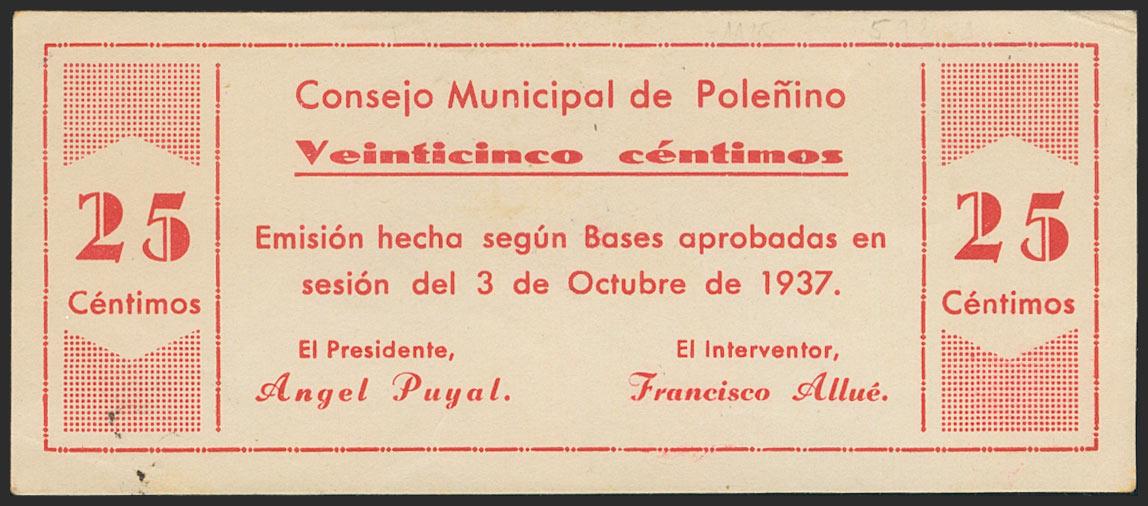 Consejo Municipal de Poleñino
Veinticinco céntimos
25
Céntimos
Emisión hecha según Bases aprobadas en
sesión del 3 de Octubre de 1937.
El Presidente,
Angel Puyal.
El Interventor,
Francisco Allué.
25
Céntimos